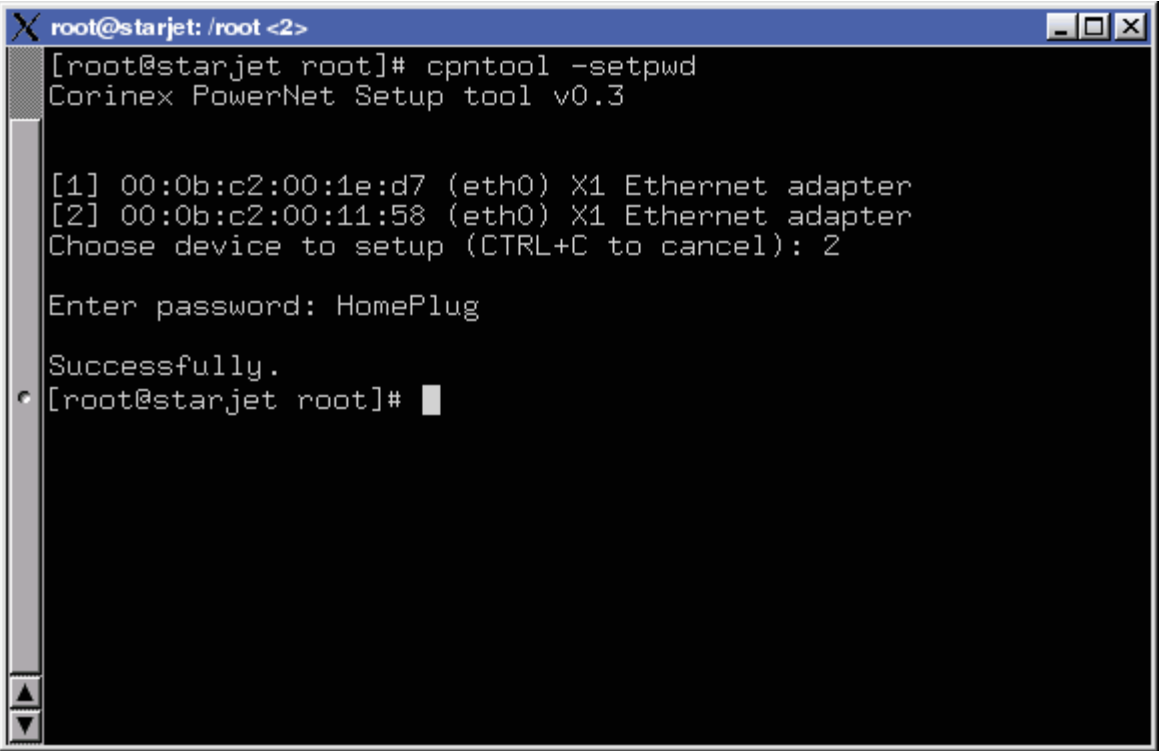 root@starjet: /root <2>
[root@starjet root]# cpntool -setpwd
Corinex PowerNet Setup tool v0.3
[1] 00:0b:c2:00:1e:d7 (eth0) X1 Ethernet adapter
[2] 00:0b:c2:00:11:58 (eth0) X1 Ethernet adapter
Choose device to setup (CTRL+C to cancel): 2
Enter password: HomePlug
Successfully.
[root@starjet root]#